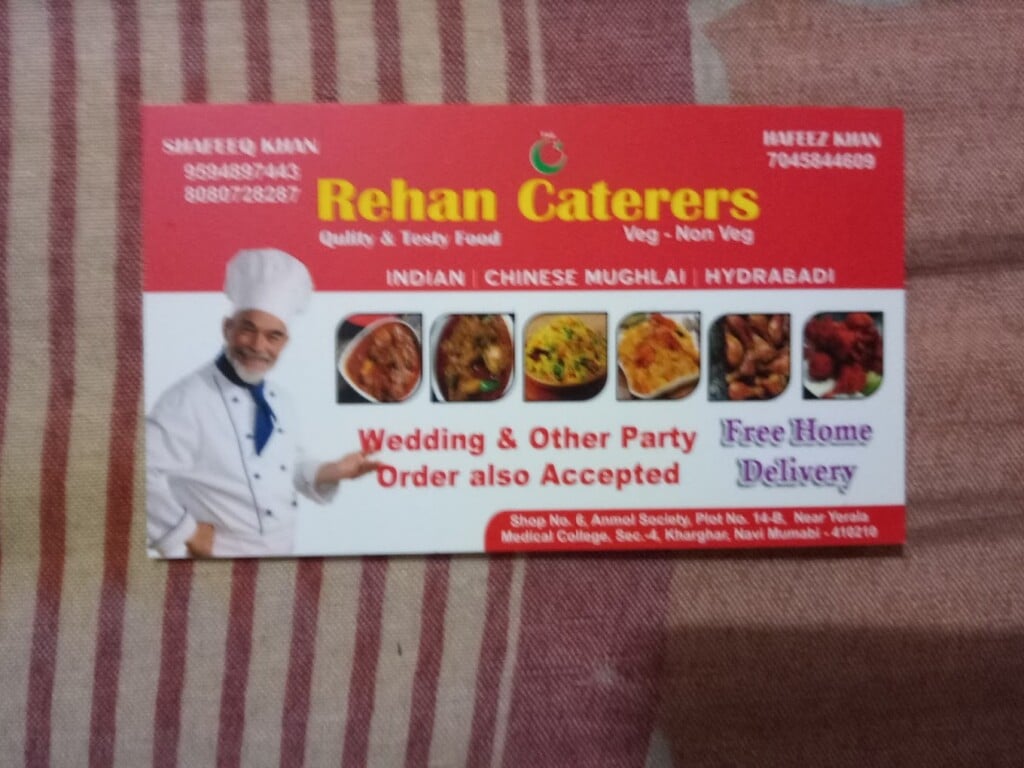 SHAFEEQ KHAN
9594897443
8080728287
HAFEEZ KHAN
7045844609
Rehan Caterers
Qulity & Testy Food
Veg - Non Veg
INDIAN | CHINESE MUGHLAI | HYDRABADI
Wedding & Other Party
Order also Accepted
Free Home
Delivery
Shop No. 6, Anmol Society, Plot No. 14-B, Near Yerala
Medical College, Sec.-4, Kharghar, Navi Mumabi - 410210